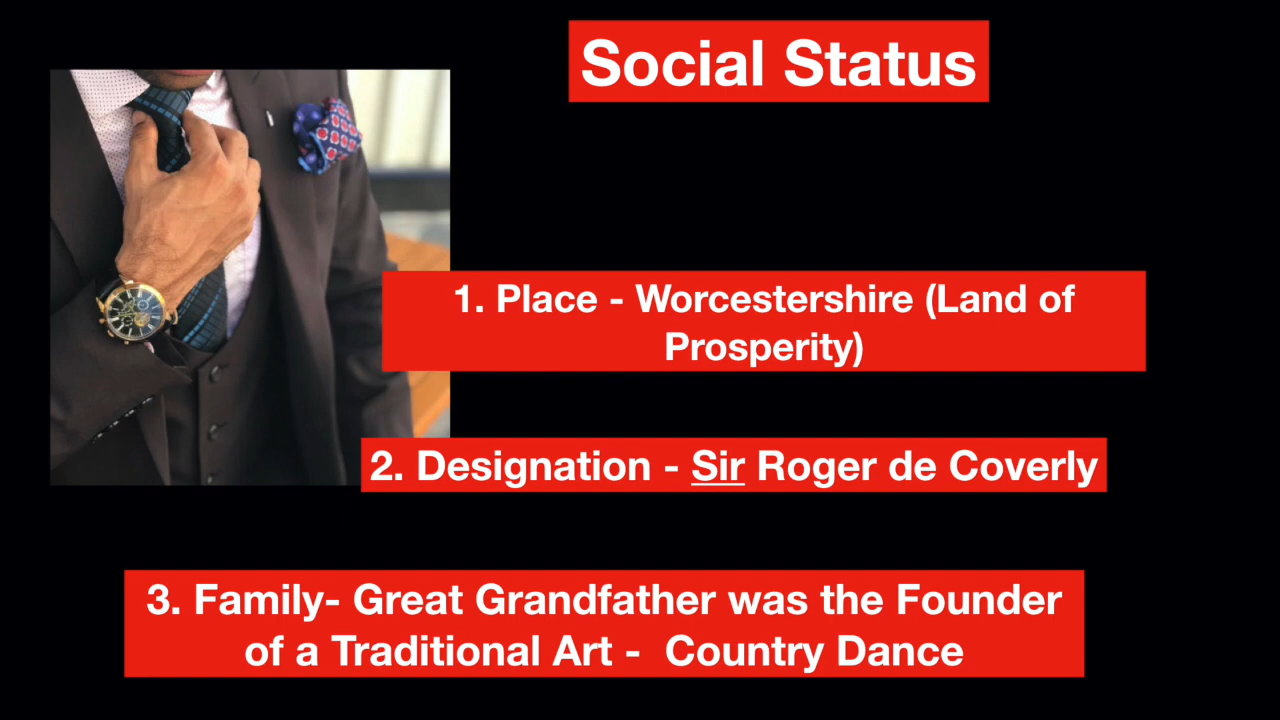 Social Status
1. Place - Worcestershire (Land of
Prosperity)
2. Designation - Sir Roger de Coverly
3. Family- Great Grandfather was the Founder
of a Traditional Art -  Country Dance